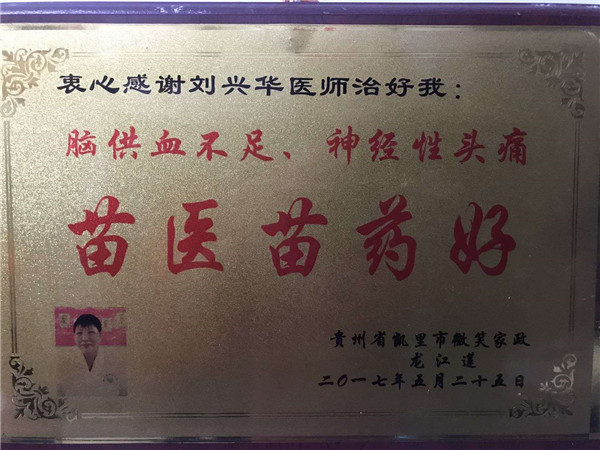 衷心感谢刘兴华医师治好我：
脑供血不足、神经性头痛
苗医苗药好
贵州省凯里市微笑家政
龙江莲
二〇一七年五月二十五日